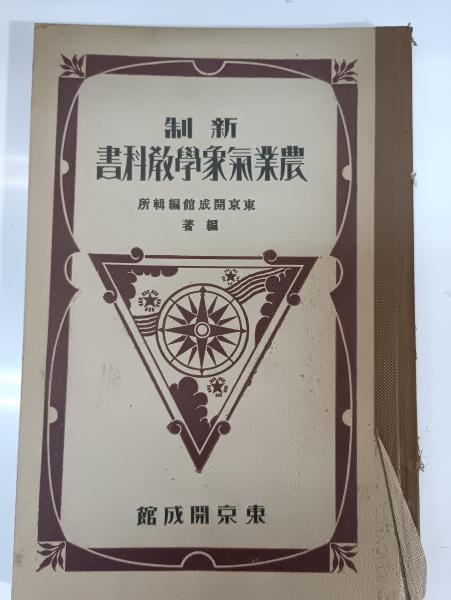 新制
農業氣象學敎科書
東京開成館編輯所
編著
東京開成館